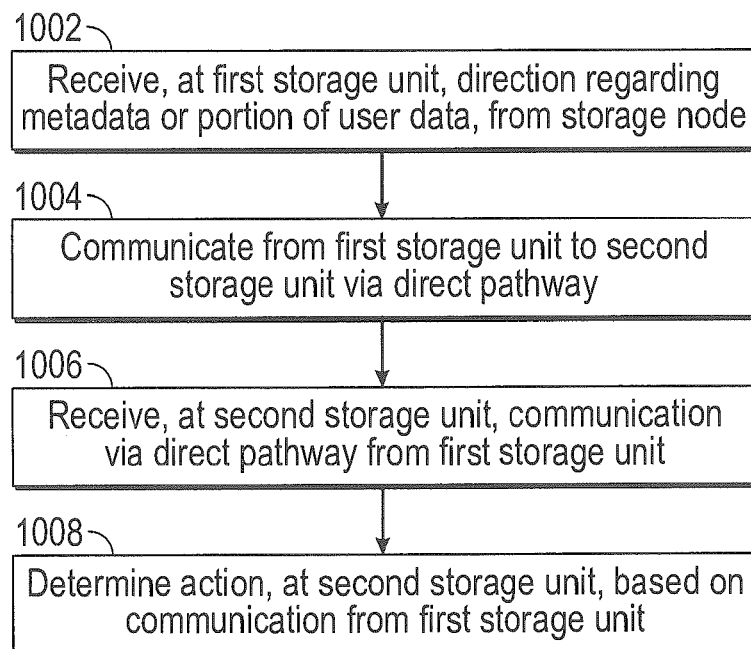 1002
Receive, at first storage unit, direction regarding
metadata or portion of user data, from storage node
1004
Communicate from first storage unit to second
storage unit via direct pathway
1006
Receive, at second storage unit, communication
via direct pathway from first storage unit
1008
Determine action, at second storage unit, based on
communication from first storage unit